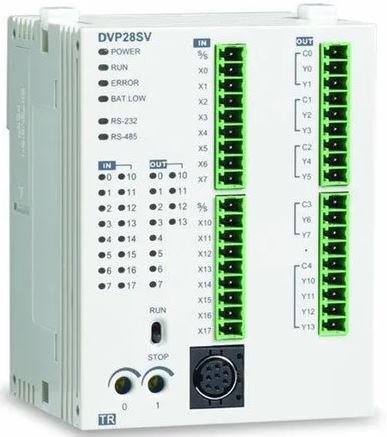 DVP28SV
POWER
RUN
ERROR
BAT.LOW
RS-232
RS-485
IN
OUT
0 10 0 10
1 11 1 11
2 12 2 12
3 13 3 13
4 14 4
5 15 5
6 16 6
7 17 7
RUN
STOP
0 1
TR
IN
S/S
X0
X1
X2
X3
X4
X5
X6
X7
S/S
X10
X11
X12
X13
X14
X15
X16
X17
OUT
C0
Y0
Y1
C1
Y2
Y3
C2
Y4
Y5
C3
Y6
Y7
C4
Y10
Y11
Y12
Y13